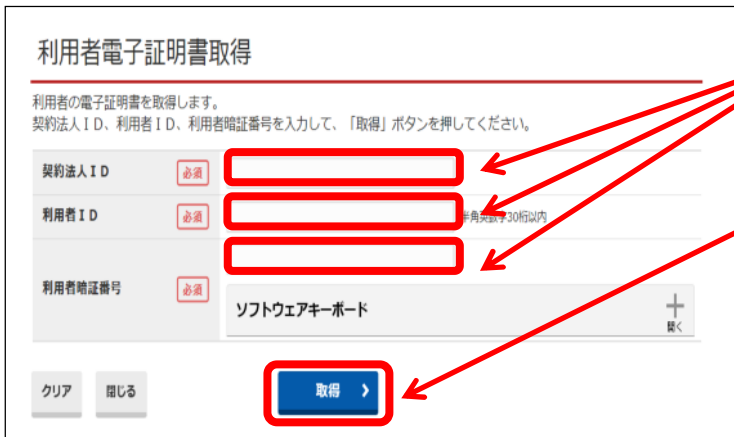 利用者電子証明書取得
利用者の電子証明書を取得します。
契約法人ＩＤ、利用者ＩＤ、利用者暗証番号を入力して、「取得」ボタンを押してください。
契約法人ＩＤ 必須
利用者ＩＤ 必須 半角英数字30桁以内
利用者暗証番号 必須
ソフトウェアキーボード
開く
クリア 閉じる 取得